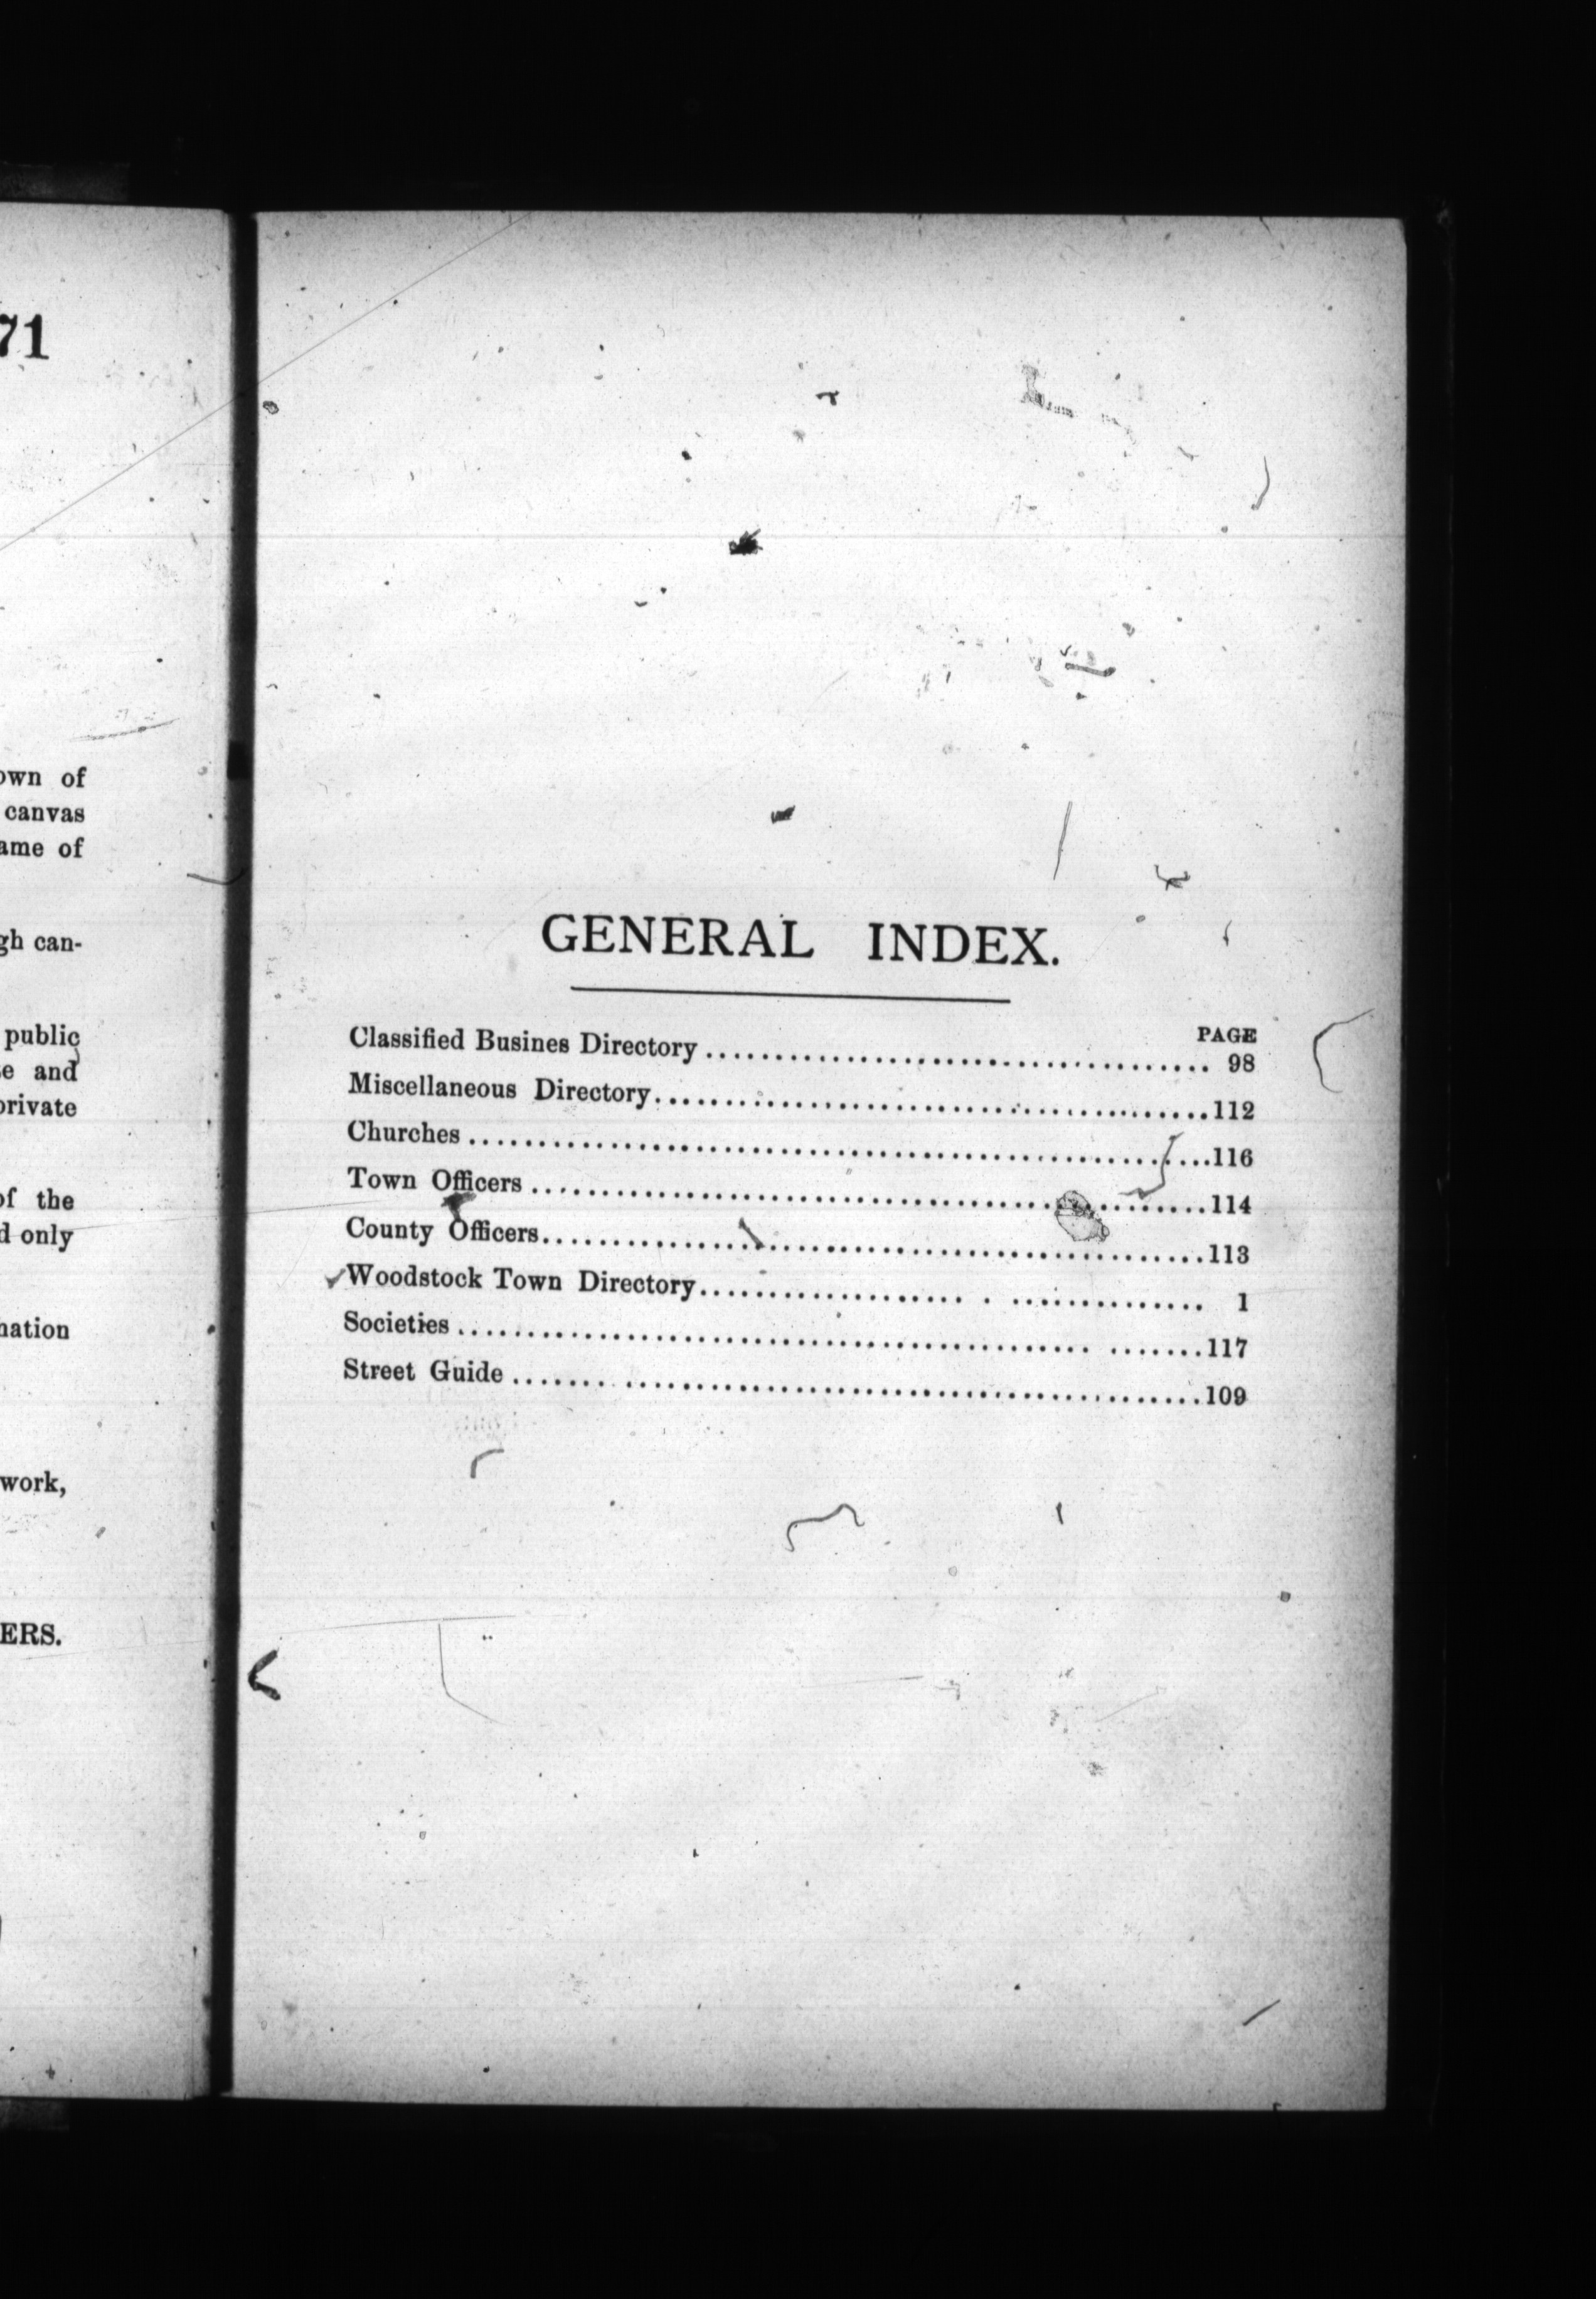 71
own of
canvas
ame of
gh can-
public
e and
private
of the
d only
nation
work,
ERS.
GENERAL INDEX.
PAGE
Classified Busines Directory........................................ 98
Miscellaneous Directory........................................112
Churches........................................116
Town Officers........................................114
County Officers........................................113
Woodstock Town Directory................... . .............. 1
Societies........................................ .......117
Street Guide....... ........................................109